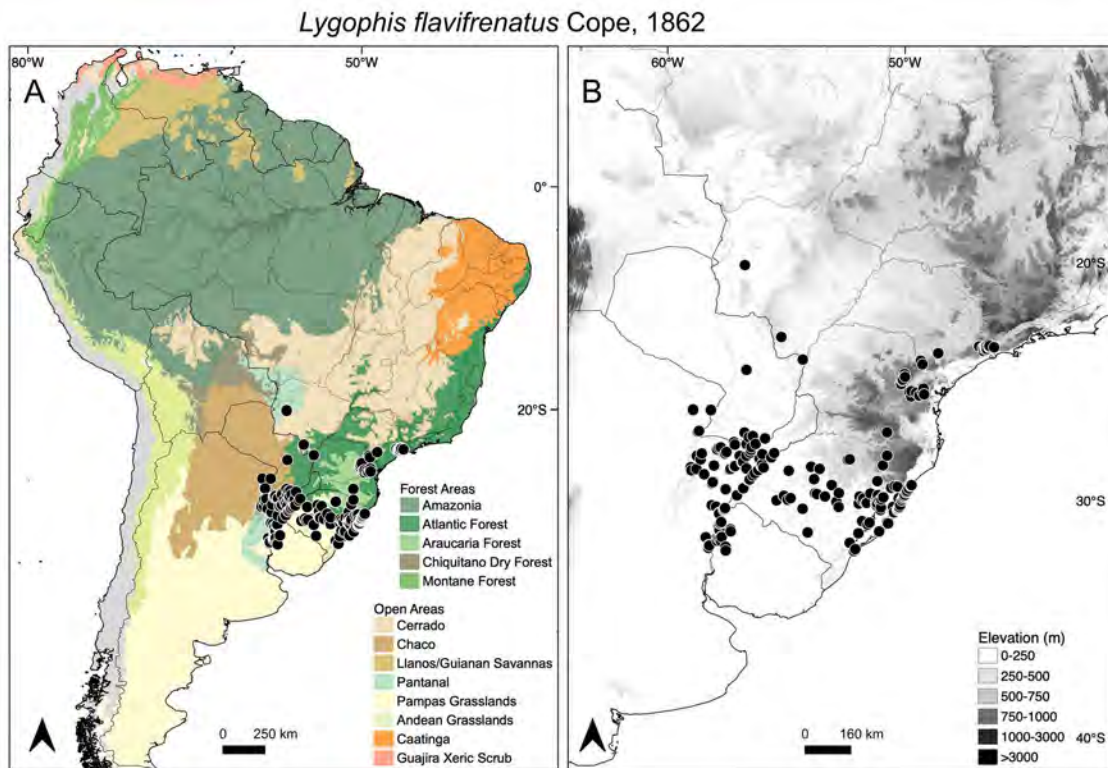 Lygophis flavifrenatus Cope, 1862
80°W
50°W
A
0°
20°S
Forest Areas
Amazonia
Atlantic Forest
Araucaria Forest
Chiquitano Dry Forest
Montane Forest
Open Areas
Cerrado
Chaco
Llanos/Guianan Savannas
Pantanal
Pampas Grasslands
Andean Grasslands
Caatinga
Guajira Xeric Scrub
0 250 km
60°W
50°W
B
20°S
30°S
40°S
Elevation (m)
0-250
250-500
500-750
750-1000
1000-3000
>3000
0 160 km